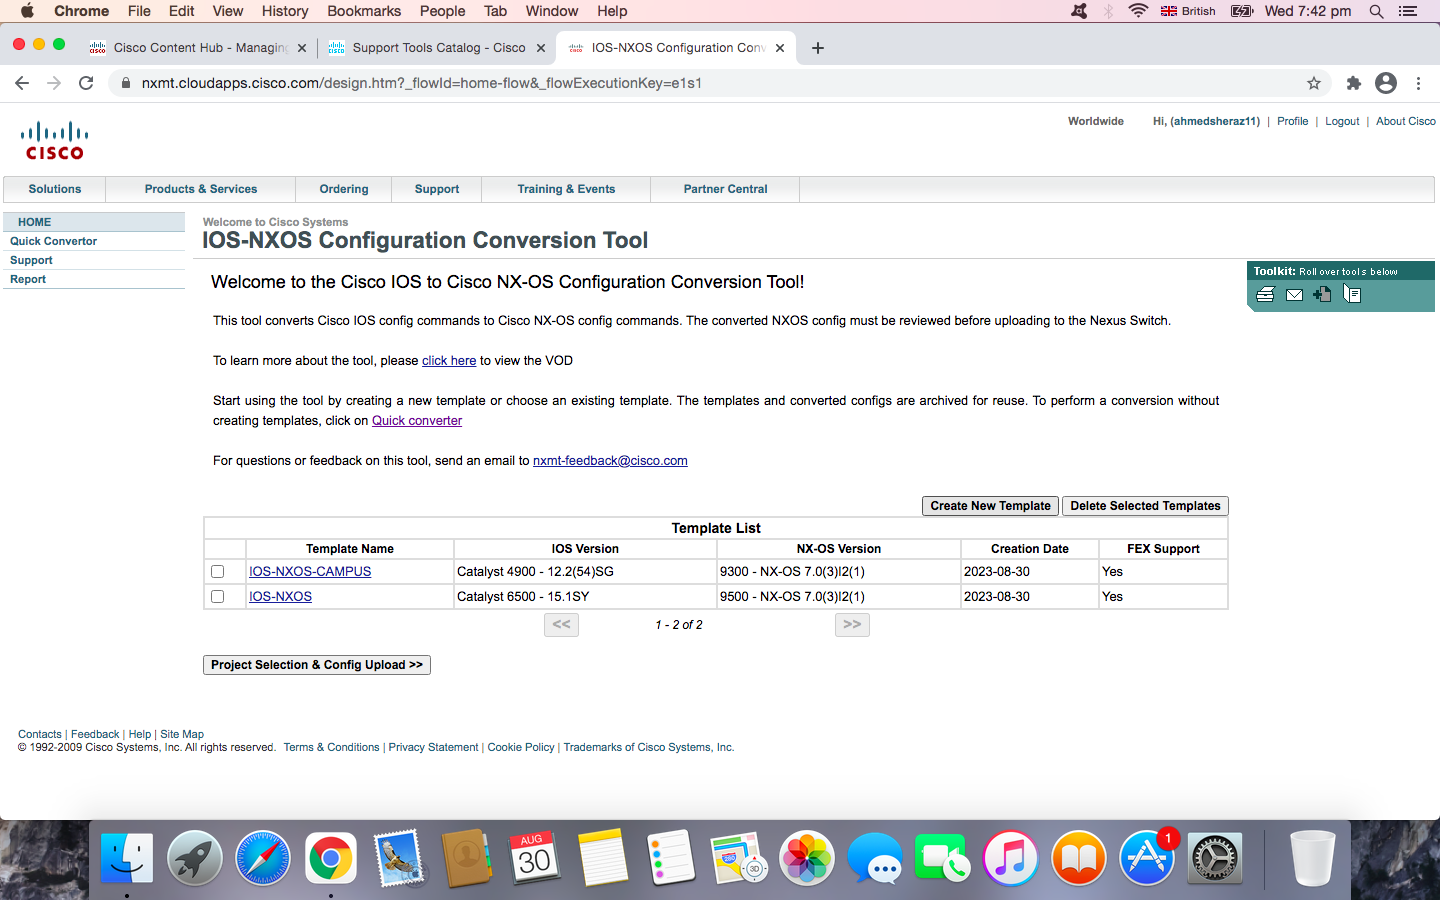 Chrome File Edit View History Bookmarks People Tab Window Help British Wed 7:42 pm
Cisco Content Hub - Managing Support Tools Catalog - Cisco IOS-NXOS Configuration Conv
nxmt.cloudapps.cisco.com/design.htm?_flowId=home-flow&_flowExecutionKey=e1s1
Worldwide Hi, (ahmedsheraz11) | Profile | Logout | About Cisco
CISCO
Solutions Products & Services Ordering Support Training & Events Partner Central
HOME
Quick Convertor
Support
Report
Welcome to Cisco Systems
IOS-NXOS Configuration Conversion Tool
Toolkit: Roll over tools below
Welcome to the Cisco IOS to Cisco NX-OS Configuration Conversion Tool!
This tool converts Cisco IOS config commands to Cisco NX-OS config commands. The converted NXOS config must be reviewed before uploading to the Nexus Switch.
To learn more about the tool, please click here to view the VOD
Start using the tool by creating a new template or choose an existing template. The templates and converted configs are archived for reuse. To perform a conversion without
creating templates, click on Quick converter
For questions or feedback on this tool, send an email to nxmt-feedback@cisco.com
Create New Template Delete Selected Templates
Template List
Template Name IOS Version NX-OS Version Creation Date FEX Support
IOS-NXOS-CAMPUS Catalyst 4900 - 12.2(54)SG 9300 - NX-OS 7.0(3)I2(1) 2023-08-30 Yes
IOS-NXOS Catalyst 6500 - 15.1SY 9500 - NX-OS 7.0(3)I2(1) 2023-08-30 Yes
<< 1 - 2 of 2 >>
Project Selection & Config Upload >>
Contacts | Feedback | Help | Site Map
© 1992-2009 Cisco Systems, Inc. All rights reserved. Terms & Conditions | Privacy Statement | Cookie Policy | Trademarks of Cisco Systems, Inc.
AUG
30
280
3D
1